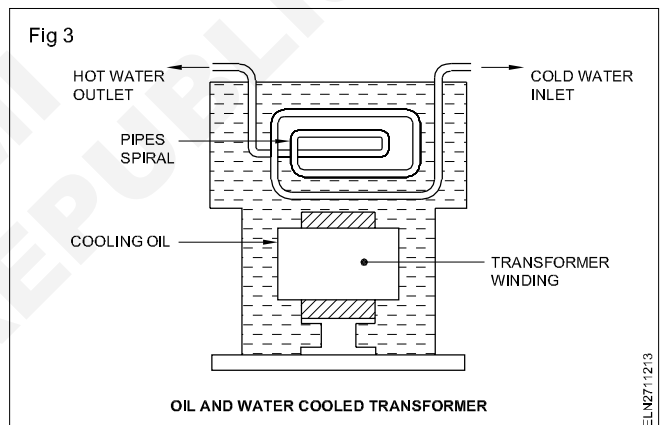 Fig 3
HOT WATER
OUTLET
COLD WATER
INLET
PIPES
SPIRAL
COOLING OIL
TRANSFORMER
WINDING
OIL AND WATER COOLED TRANSFORMER
ELN2711213